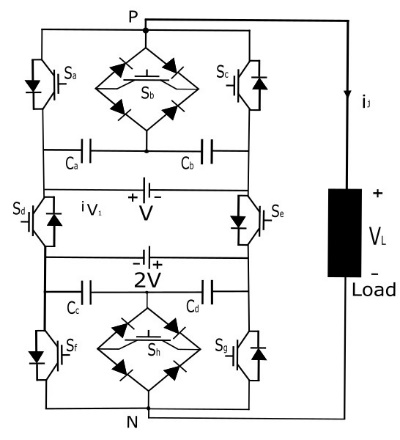 P
Sa
Sb
Sc
iJ
Ca
Cb
+
Sd
iV1
+ V -
Se
VL
-
- +
2V
Load
Cc
Cd
Sf
Sh
Sg
N